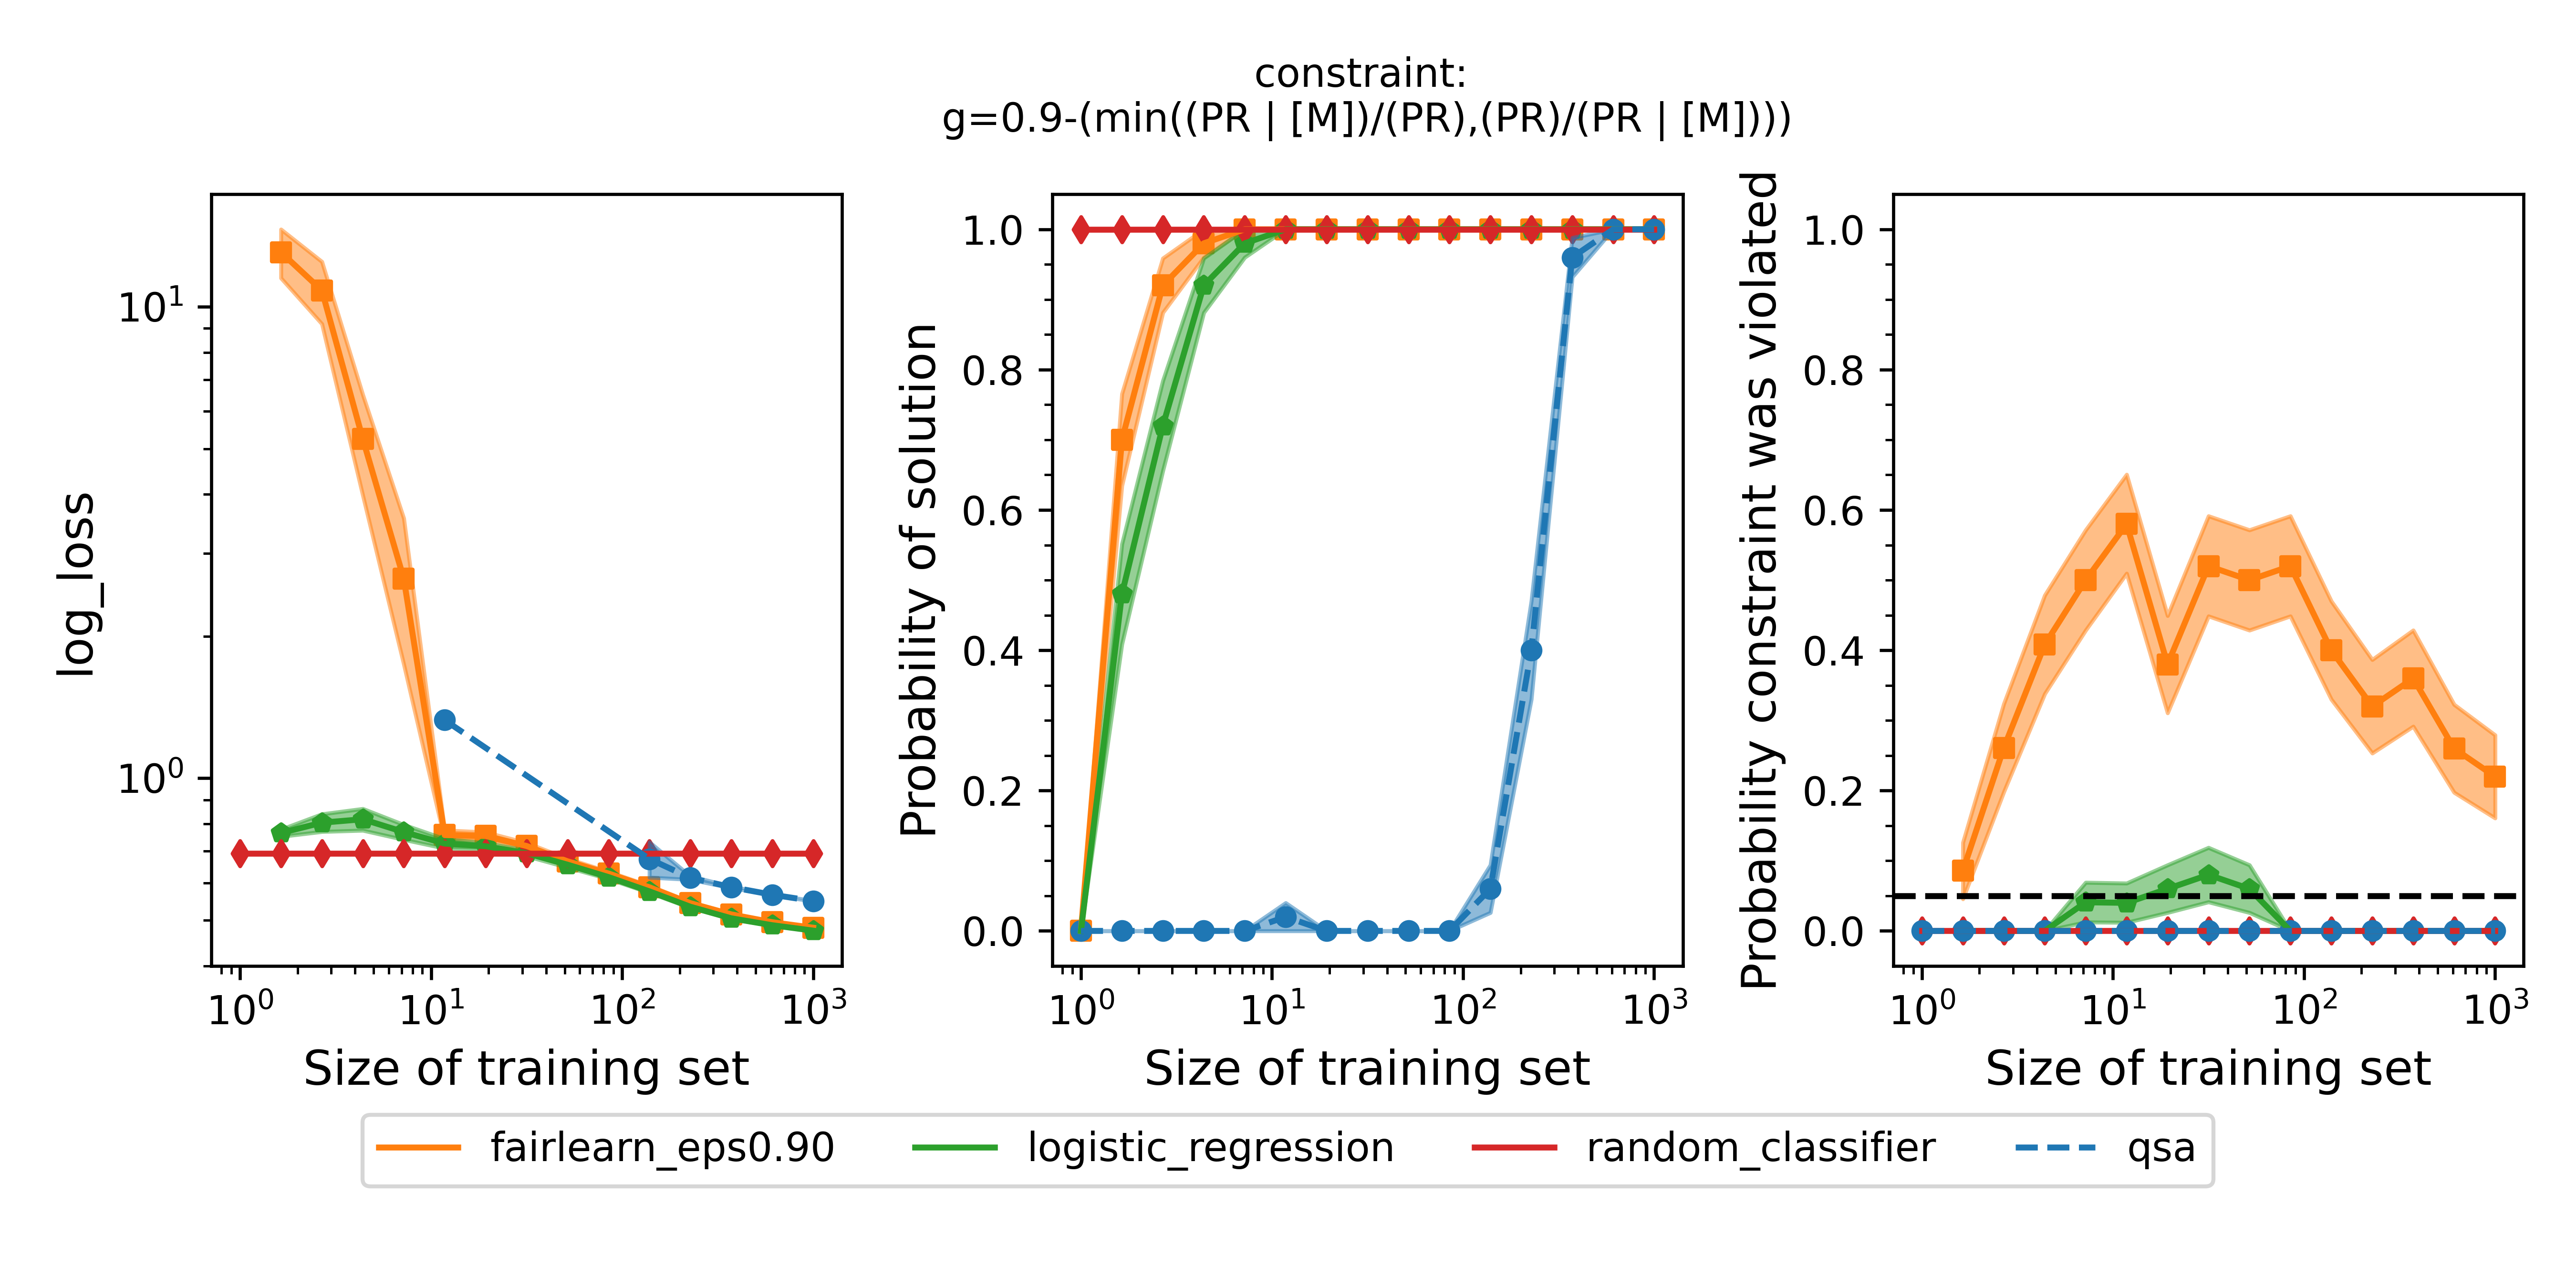 constraint:
g=0.9-(min((PR | [M])/(PR),(PR)/(PR | [M])))
log_loss
10¹
10⁰
10⁰ 10¹ 10² 10³
Size of training set
Probability of solution
1.0
0.8
0.6
0.4
0.2
0.0
10⁰ 10¹ 10² 10³
Size of training set
Probability constraint was violated
1.0
0.8
0.6
0.4
0.2
0.0
10⁰ 10¹ 10² 10³
Size of training set
fairlearn_eps0.90 logistic_regression random_classifier qsa